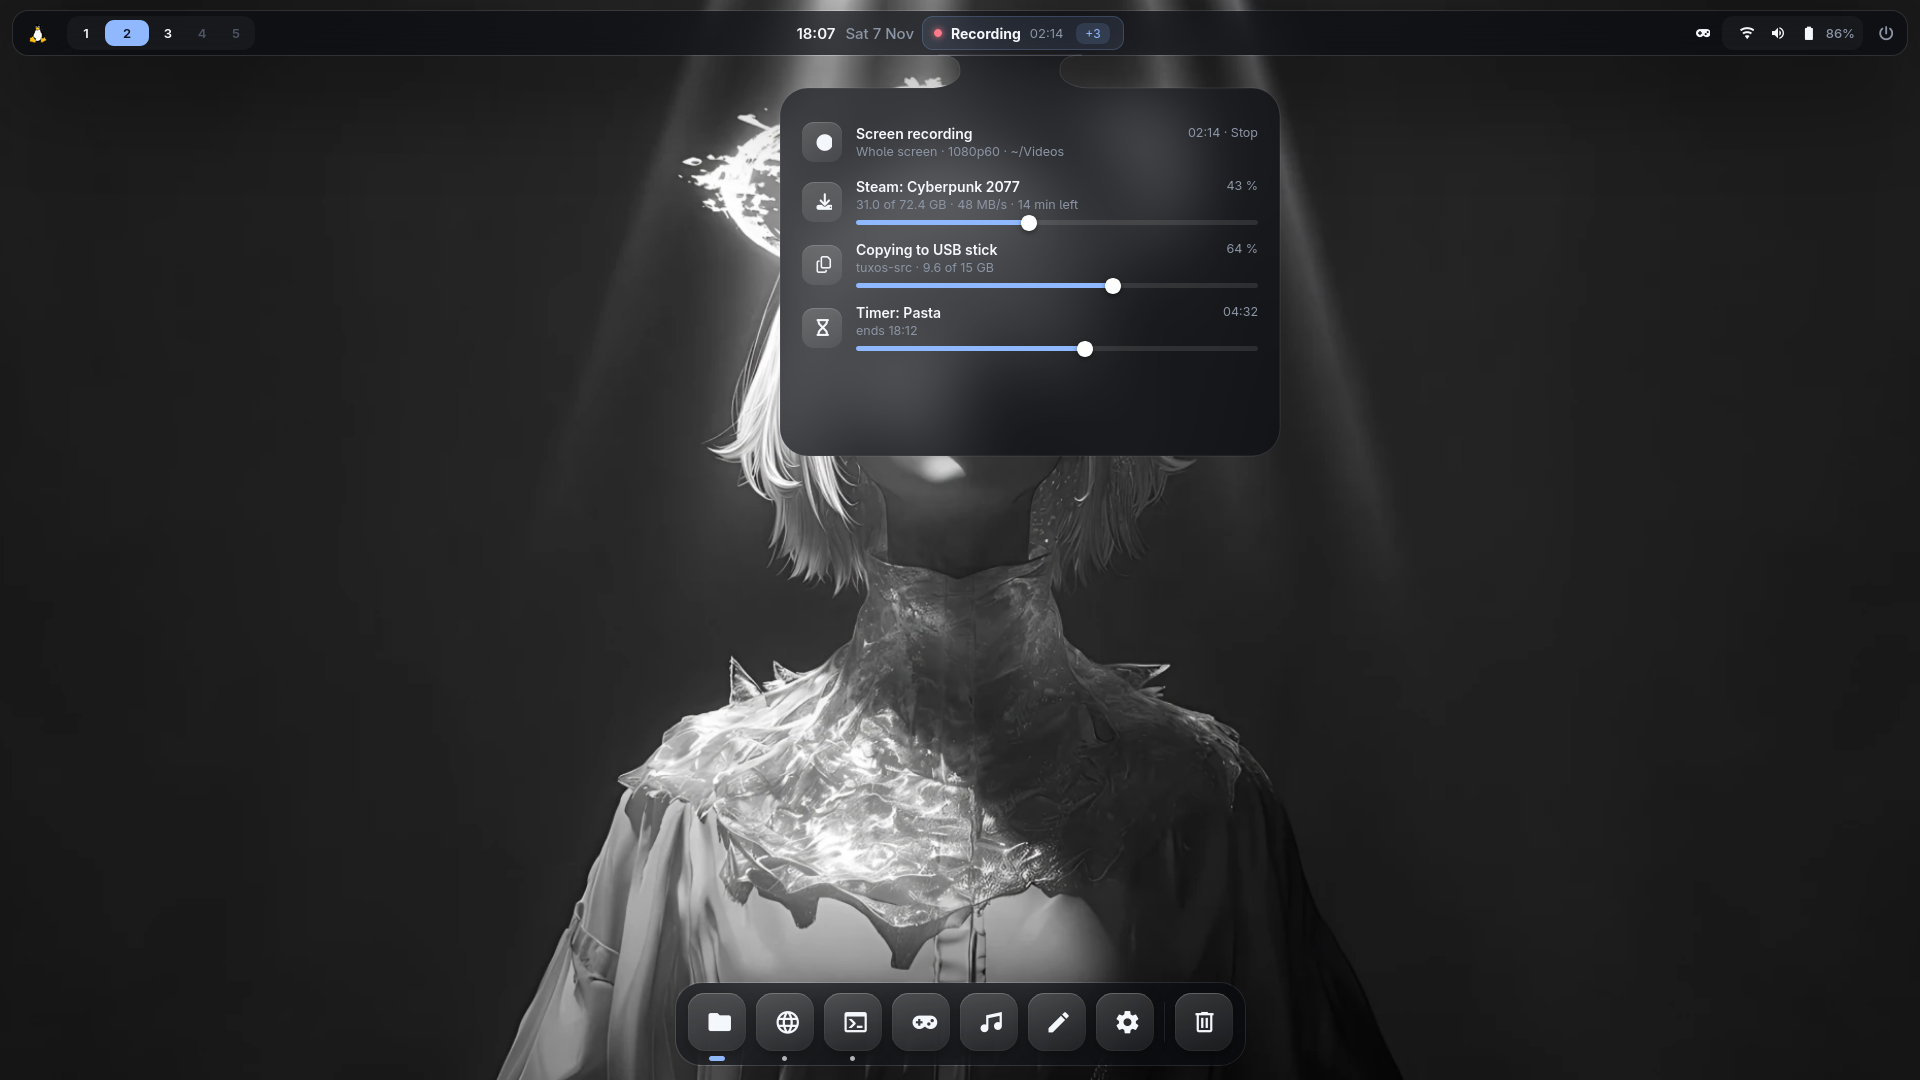 1 2 3 4 5
18:07 Sat 7 Nov
Recording 02:14 +3
86%
Screen recording
02:14 · Stop
Whole screen · 1080p60 · ~/Videos
Steam: Cyberpunk 2077
43 %
31.0 of 72.4 GB · 48 MB/s · 14 min left
Copying to USB stick
64 %
tuxos-src · 9.6 of 15 GB
Timer: Pasta
04:32
ends 18:12